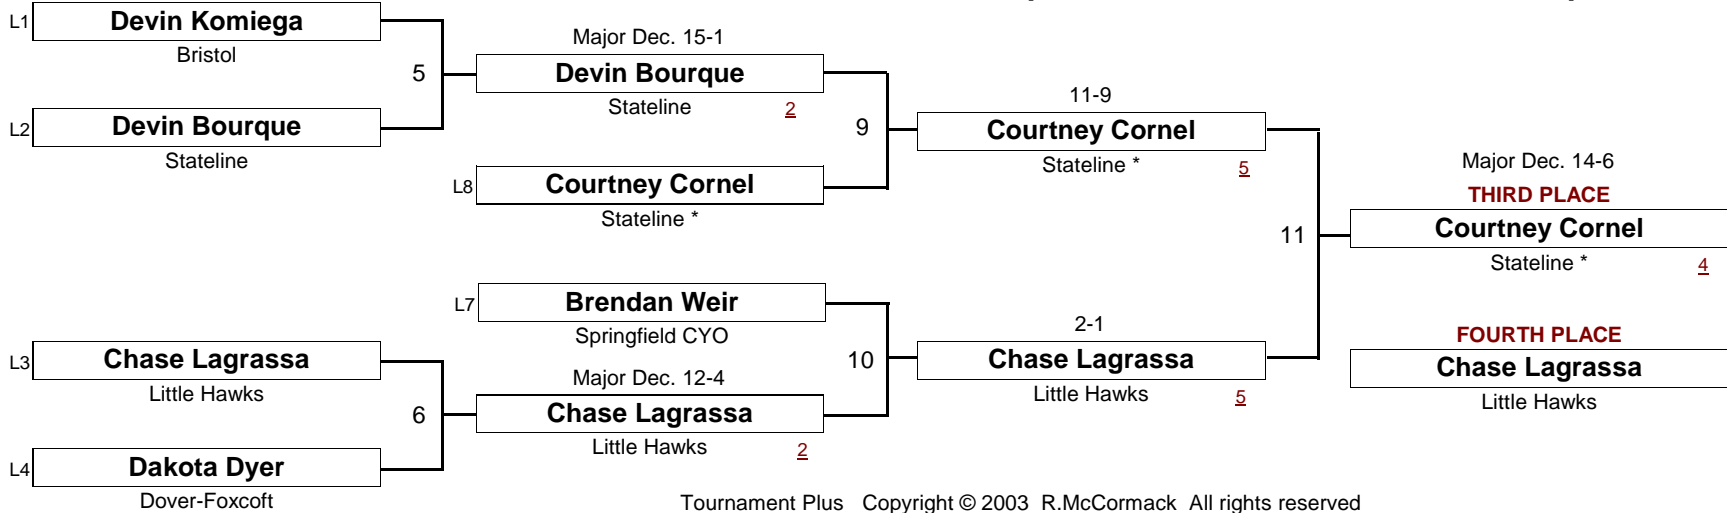 L1 Devin Komiega
Bristol
5
L2 Devin Bourque
Stateline
Major Dec. 15-1
Devin Bourque
Stateline 2
9
L8 Courtney Cornel
Stateline *
11-9
Courtney Cornel
Stateline * 5
11
Major Dec. 14-6
THIRD PLACE
Courtney Cornel
Stateline * 4
L7 Brendan Weir
Springfield CYO
10
L3 Chase Lagrassa
Little Hawks
6
Major Dec. 12-4
Chase Lagrassa
Little Hawks 2
2-1
Chase Lagrassa
Little Hawks 5
FOURTH PLACE
Chase Lagrassa
Little Hawks
L4 Dakota Dyer
Dover-Foxcoft
Tournament Plus Copyright © 2003 R.McCormack All rights reserved